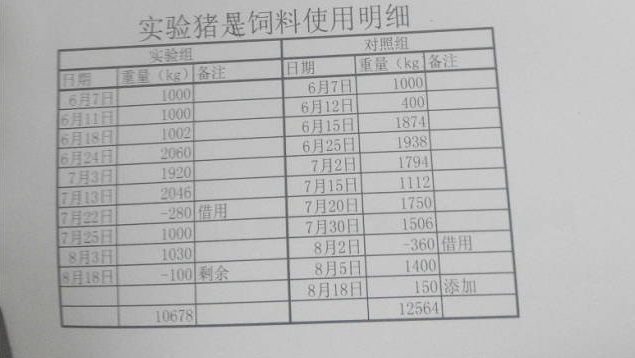 实验猪是饲料使用明细
实验组 对照组
日期 重量（kg） 备注 日期 重量（kg） 备注
6月7日 1000 6月7日 1000
6月11日 1000 6月12日 400
6月18日 1002 6月15日 1874
6月24日 2060 6月25日 1938
7月3日 1920 7月2日 1794
7月13日 2046 7月15日 1112
7月22日 -280 借用 7月20日 1750
7月25日 1000 7月30日 1506
8月3日 1030 8月2日 -360 借用
8月18日 -100 剩余 8月5日 1400
8月18日 150 添加
10678 12564